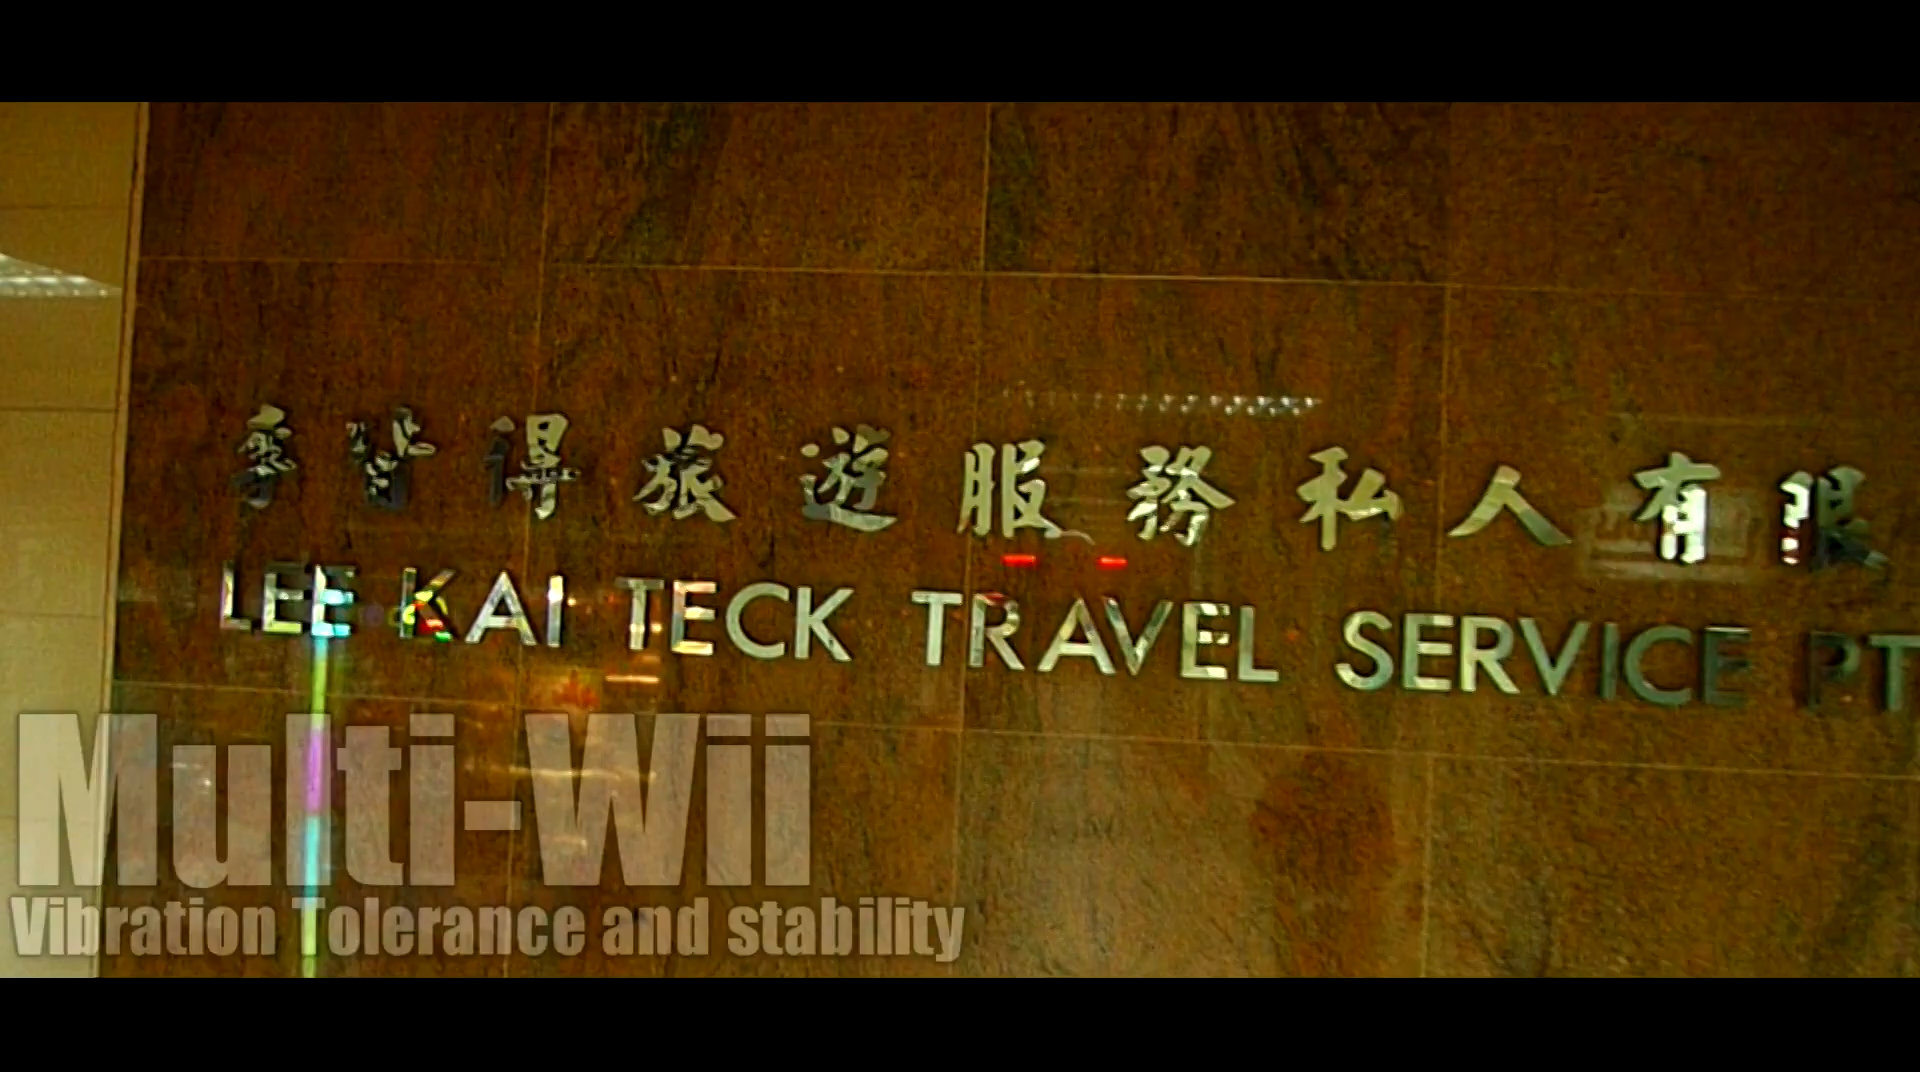 李皆得旅遊服務私人有限
LEE KAI TECK TRAVEL SERVICE PT
Multi-Wii
Vibration Tolerance and stability